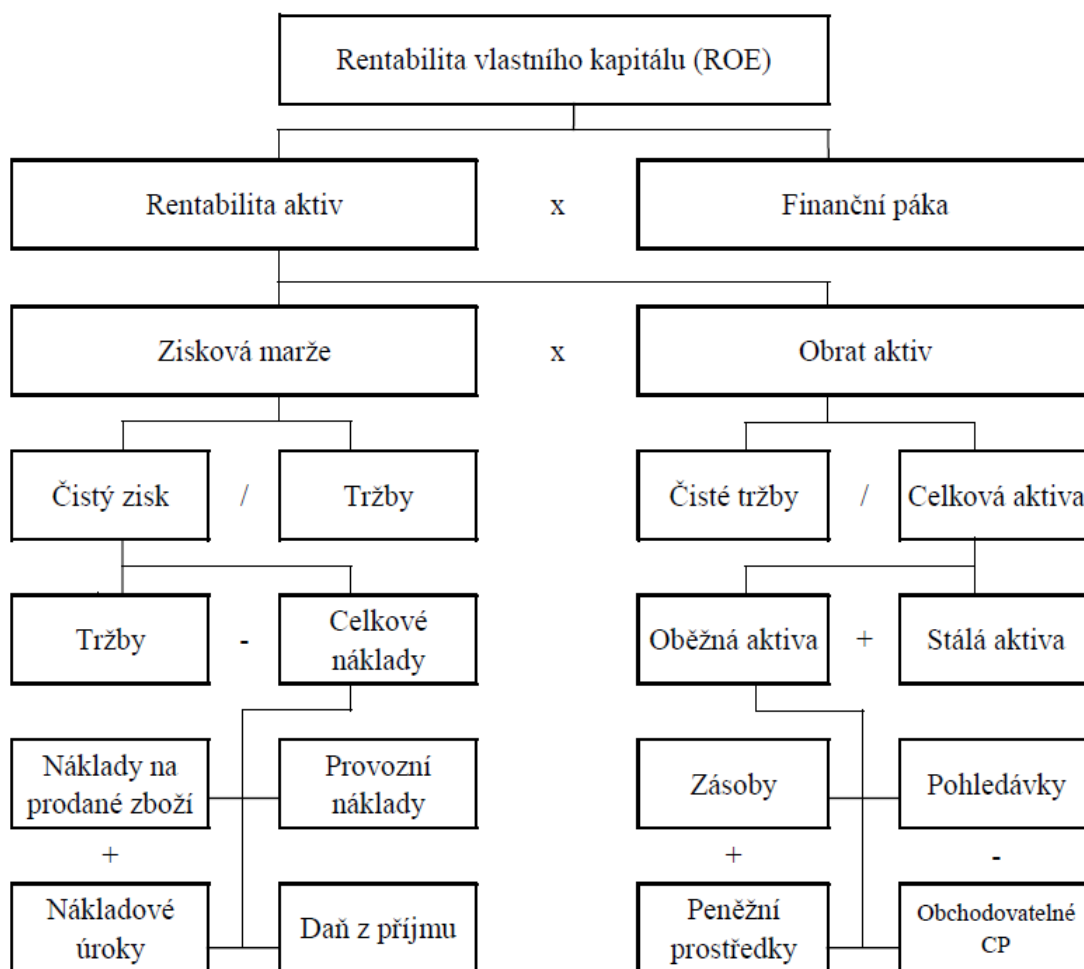 Rentabilita vlastního kapitálu (ROE)
Rentabilita aktiv
x
Finanční páka
Zisková marže
x
Obrat aktiv
Čistý zisk
/
Tržby
Čisté tržby
/
Celková aktiva
Tržby
-
Celkové
náklady
Oběžná aktiva
+
Stálá aktiva
Náklady na
prodané zboží
Provozní
náklady
Zásoby
Pohledávky
+
+
-
Nákladové
úroky
Daň z příjmu
Peněžní
prostředky
Obchodovatelné
CP